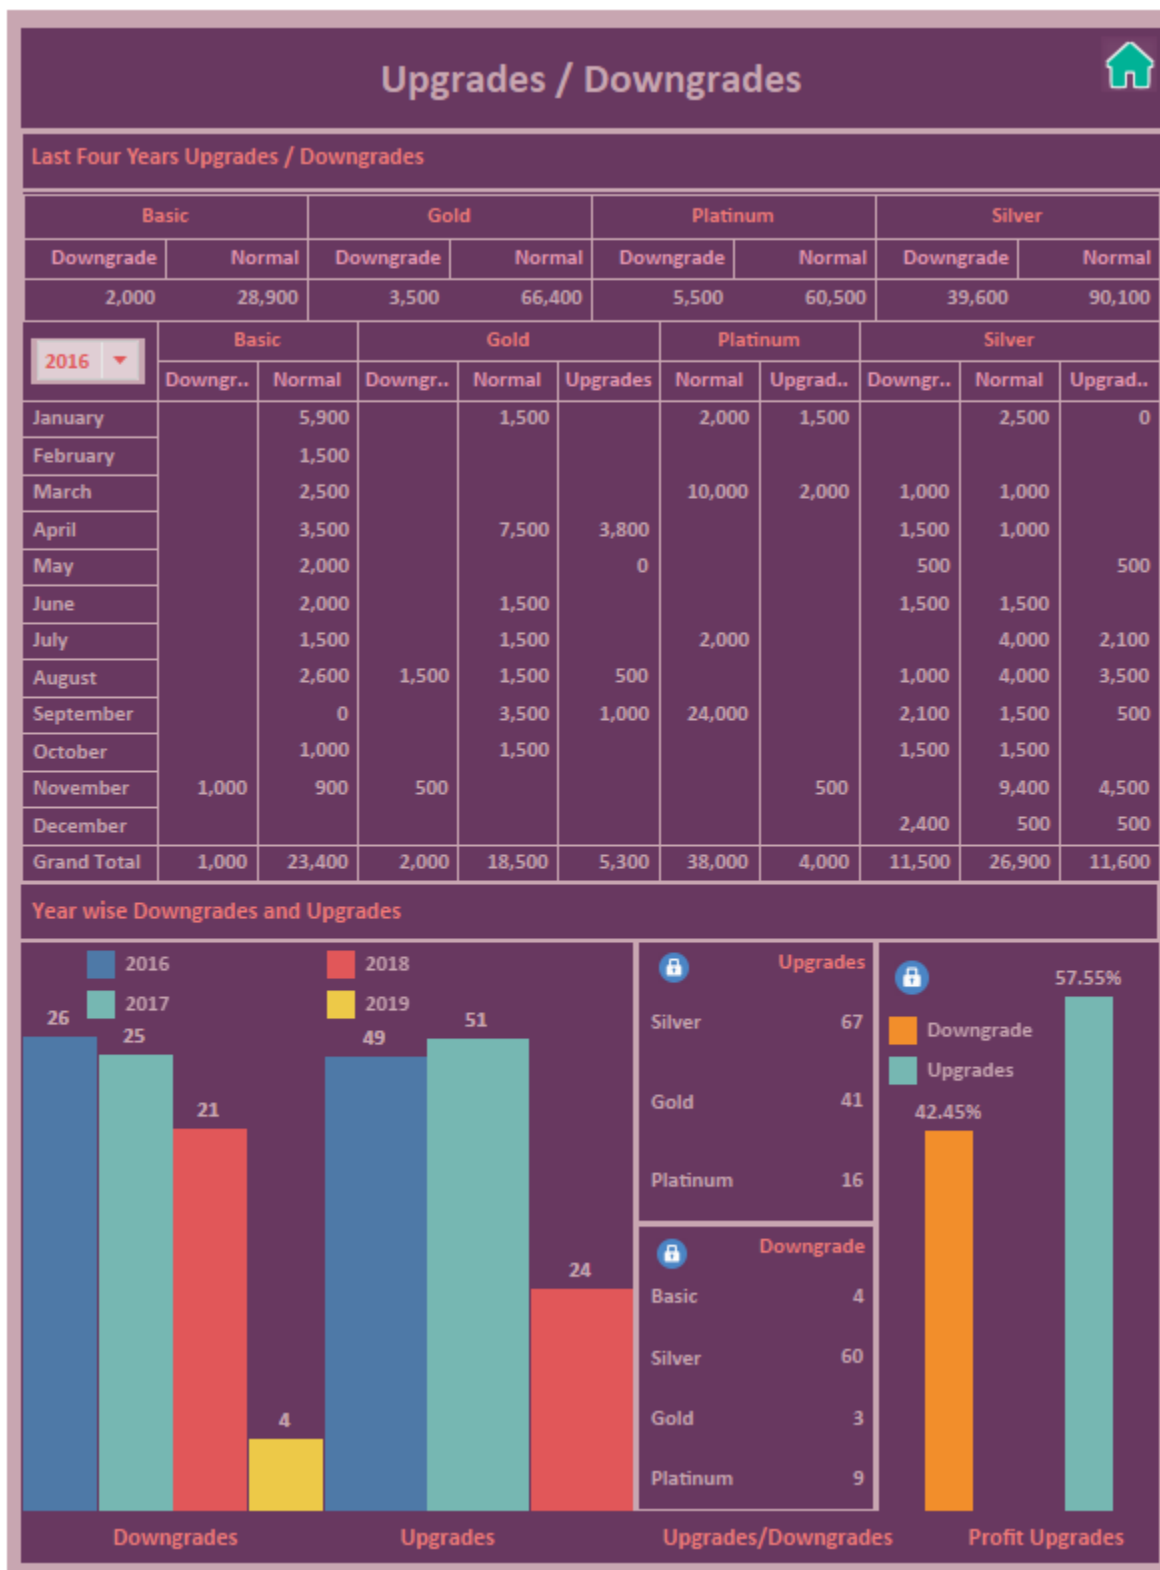 Upgrades / Downgrades
Last Four Years Upgrades / Downgrades
Basic Gold Platinum Silver
Downgrade Normal Downgrade Normal Downgrade Normal Downgrade Normal
2,000 28,900 3,500 66,400 5,500 60,500 39,600 90,100
2016 Basic Gold Platinum Silver
Downgr.. Normal Downgr.. Normal Upgrades Normal Upgrad.. Downgr.. Normal Upgrad..
January 5,900 1,500 2,000 1,500 2,500 0
February 1,500
March 2,500 10,000 2,000 1,000 1,000
April 3,500 7,500 3,800 1,500 1,000
May 2,000 0 500 500
June 2,000 1,500 1,500 1,500
July 1,500 1,500 2,000 4,000 2,100
August 2,600 1,500 1,500 500 1,000 4,000 3,500
September 0 3,500 1,000 24,000 2,100 1,500 500
October 1,000 1,500 1,500 1,500
November 1,000 900 500 500 9,400 4,500
December 2,400 500 500
Grand Total 1,000 23,400 2,000 18,500 5,300 38,000 4,000 11,500 26,900 11,600
Year wise Downgrades and Upgrades
2016 2018
2017 2019
26 25 21 4
49 51 24
Downgrades Upgrades
Upgrades
Silver 67
Gold 41
Platinum 16
Downgrade
Basic 4
Silver 60
Gold 3
Platinum 9
Upgrades/Downgrades
57.55%
Downgrade
Upgrades
42.45%
Profit Upgrades